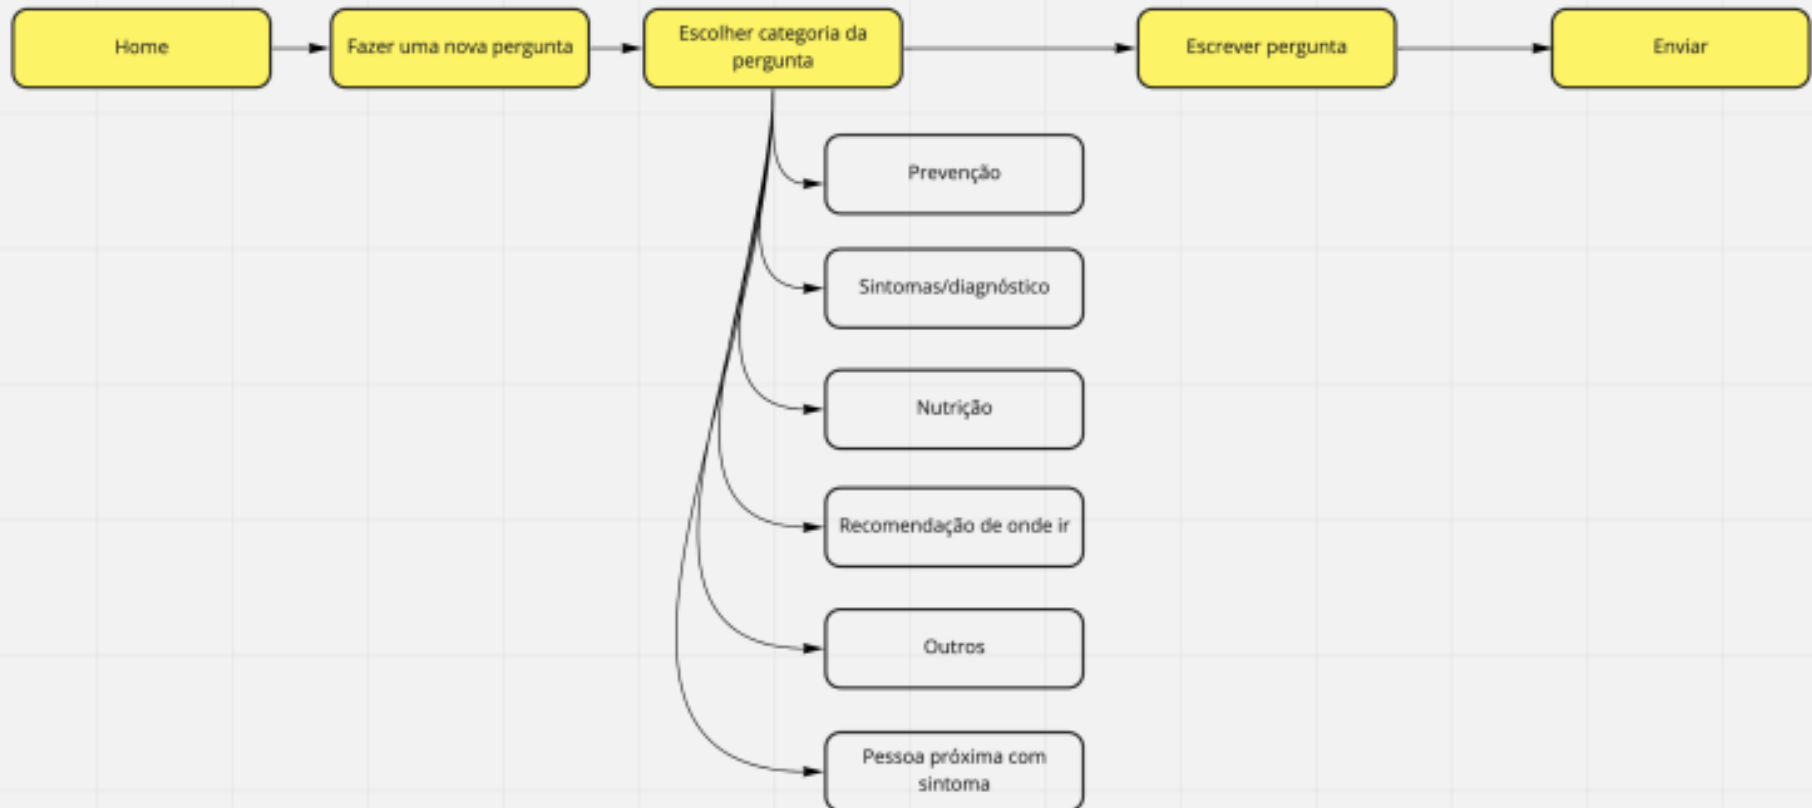 Home
Fazer uma nova pergunta
Escolher categoria da
pergunta
Escrever pergunta
Enviar
Prevenção
Sintomas/diagnóstico
Nutrição
Recomendação de onde ir
Outros
Pessoa próxima com
sintoma